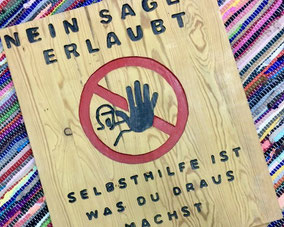 NEIN SAGE
ERLAUBT
SELBSTHILFE IST
WAS DU DRAUS
MACHST